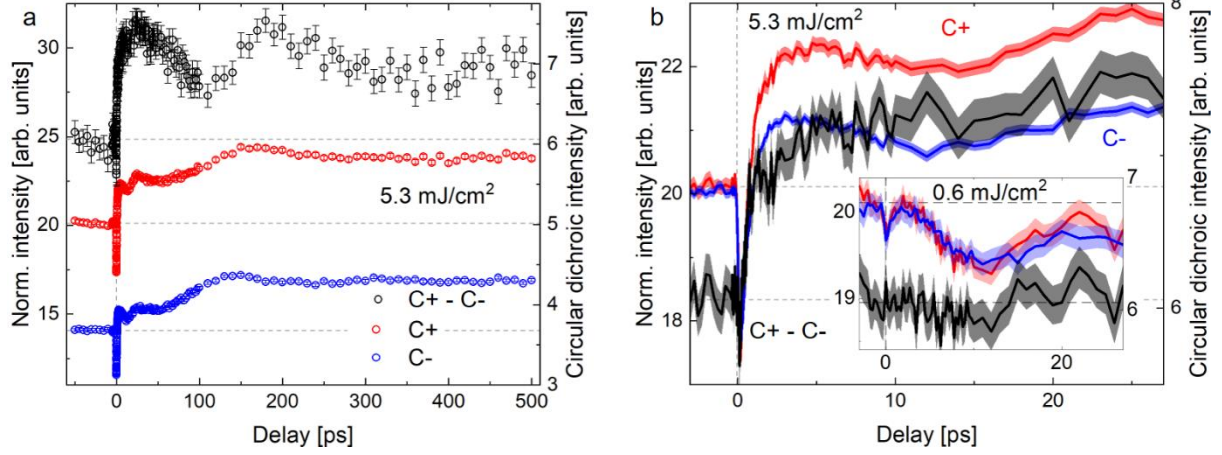 a
Norm. intensity [arb. units]
30
25
20
14
5.3 mJ/cm²
C+ - C-
C+
C-
7
6
5
4
3
Circular dichroic intensity [arb. units]
0 100 200 300 400 500
Delay [ps]
b
Norm. intensity [arb. units]
22
20
18
5.3 mJ/cm²
C+
C-
C+ - C-
0.6 mJ/cm²
20
19
0 20
8
7
6
6
Circular dichroic intensity [arb. units]
0 10 20
Delay [ps]